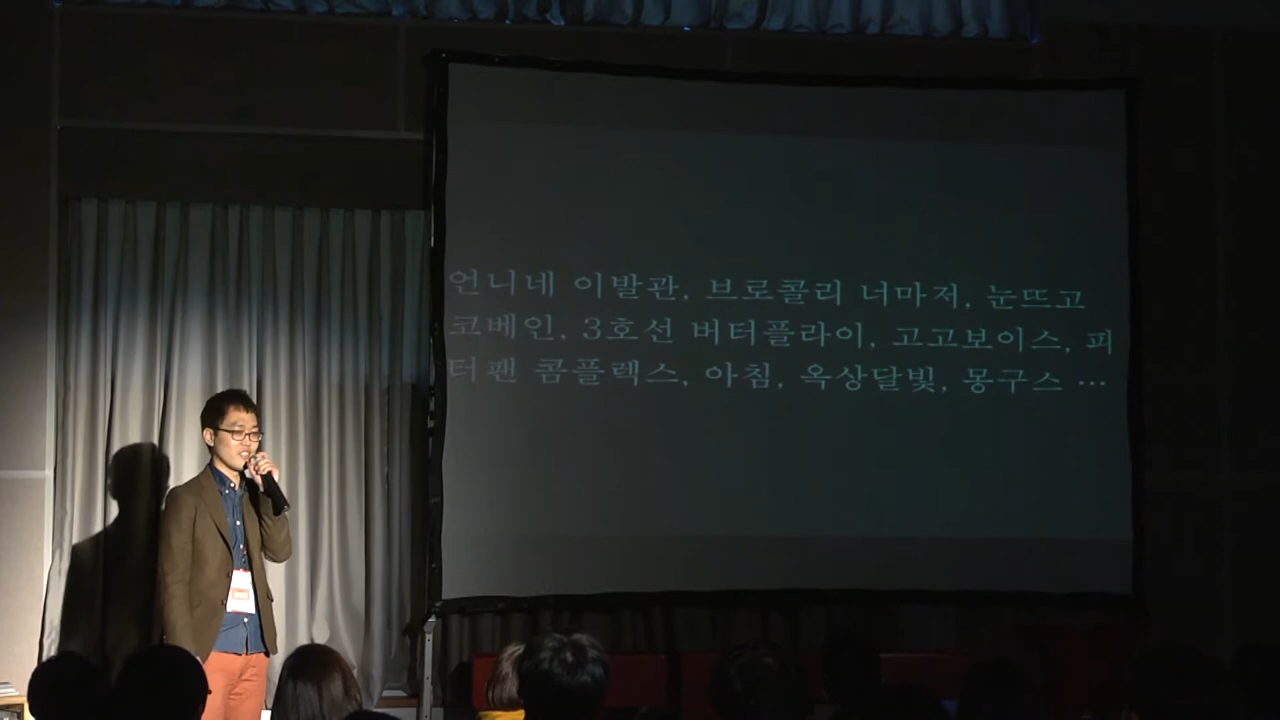 언니네 이발관, 브로콜리 너마저, 눈뜨고
코베인, 3호선 버터플라이, 고고보이스, 피
터팬 콤플렉스, 아침, 옥상달빛, 몽구스 …